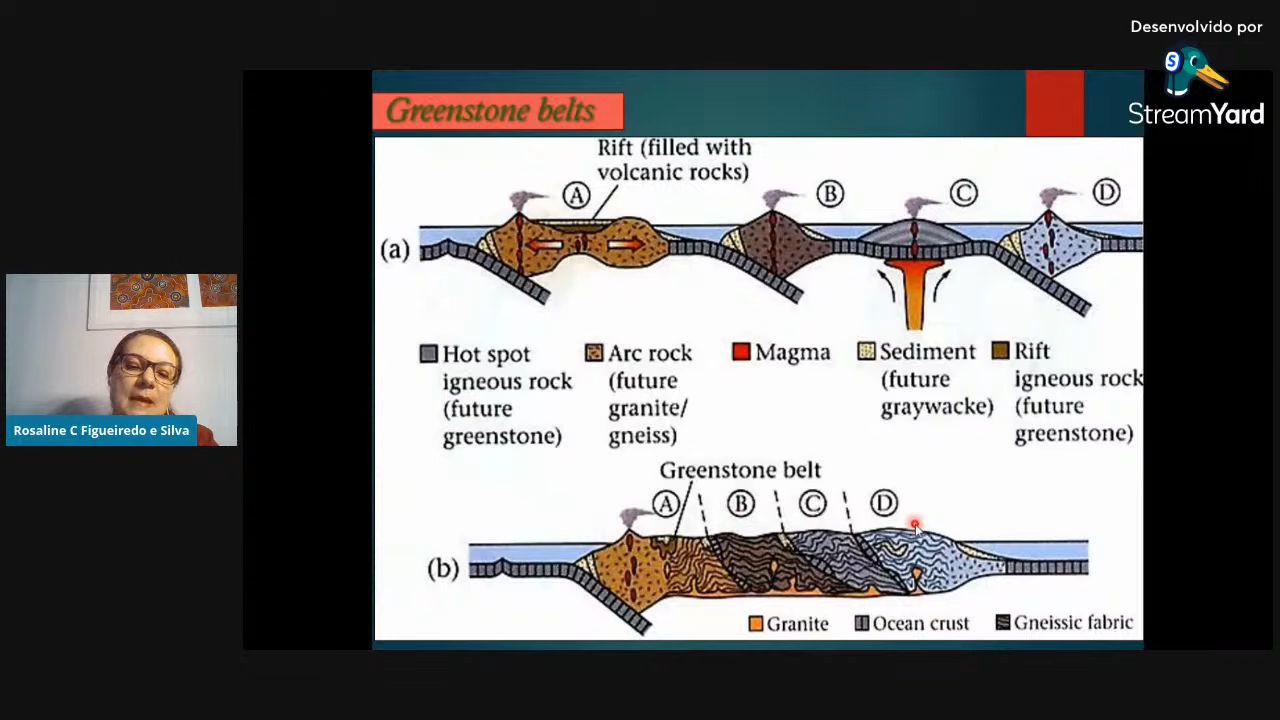 Desenvolvido por
S
StreamYard
Greenstone belts
Rift (filled with
volcanic rocks)
A
B
C
D
(a)
Hot spot
igneous rock
(future
greenstone)
Arc rock
(future
granite/
gneiss)
Magma
Sediment
(future
graywacke)
Rift
igneous rock
(future
greenstone)
Greenstone belt
A
B
C
D
(b)
Granite
Ocean crust
Gneissic fabric
Rosaline C Figueiredo e Silva